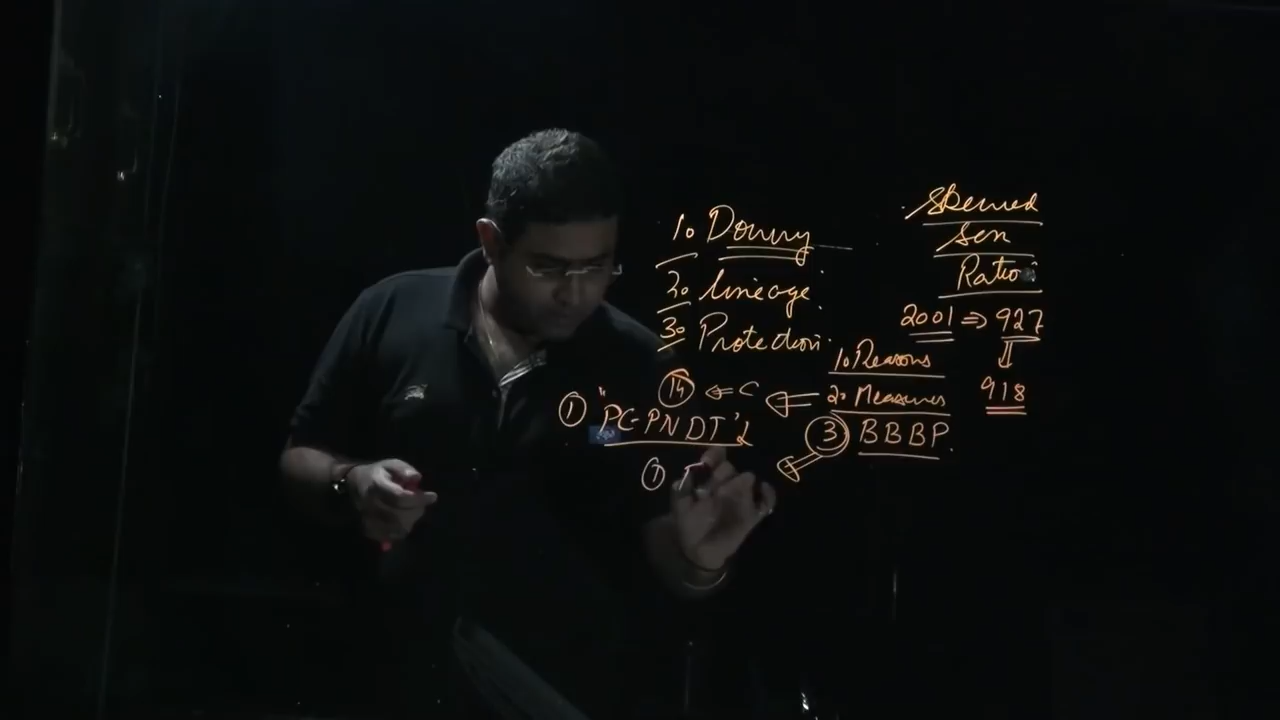 1. Dowry
2. lineage.
3. Protection.
Skewed
Sex
Ratio
2001 ⇒ 927
918
1. Reasons
2. Measures
3 BBBP.
14 ← C
① "PC-PNDT'
①